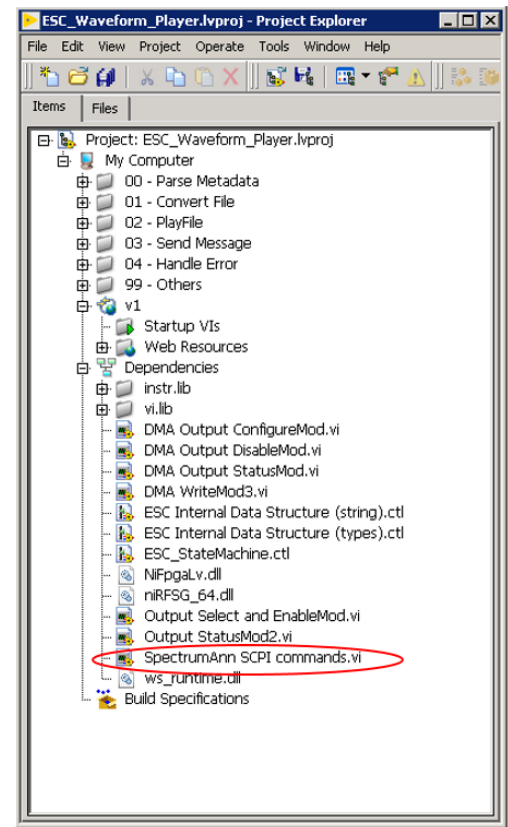 ESC_Waveform_Player.lvproj - Project Explorer
File Edit View Project Operate Tools Window Help
Items Files
Project: ESC_Waveform_Player.lvproj
My Computer
00 - Parse Metadata
01 - Convert File
02 - PlayFile
03 - Send Message
04 - Handle Error
99 - Others
v1
Startup VIs
Web Resources
Dependencies
instr.lib
vi.lib
DMA Output ConfigureMod.vi
DMA Output DisableMod.vi
DMA Output StatusMod.vi
DMA WriteMod3.vi
ESC Internal Data Structure (string).ctl
ESC Internal Data Structure (types).ctl
ESC_StateMachine.ctl
NiFpgaLv.dll
niRFSG_64.dll
Output Select and EnableMod.vi
Output StatusMod2.vi
SpectrumAnn SCPI commands.vi
ws_runtime.dll
Build Specifications